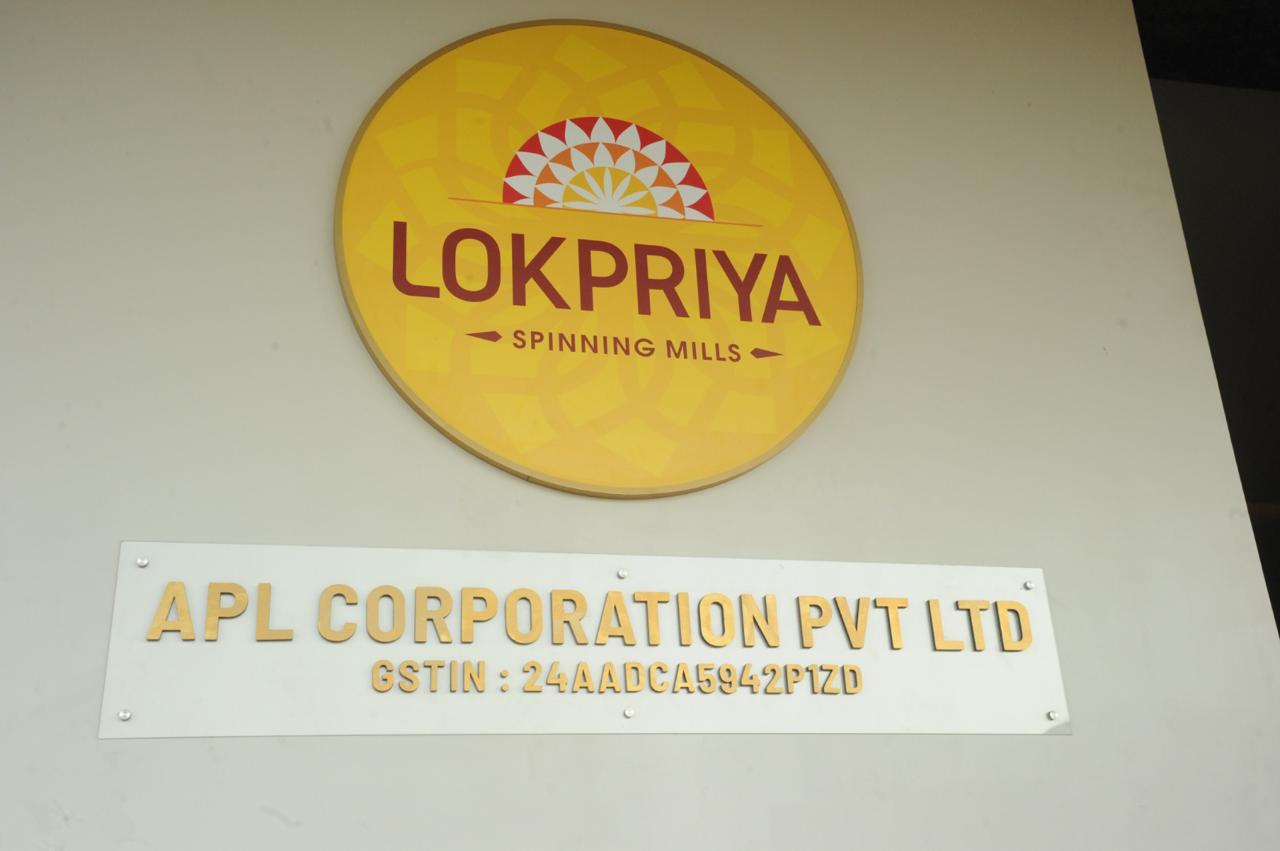 LOKPRIYA
SPINNING MILLS
APL CORPORATION PVT LTD
GSTIN : 24AADCA5942P1ZD